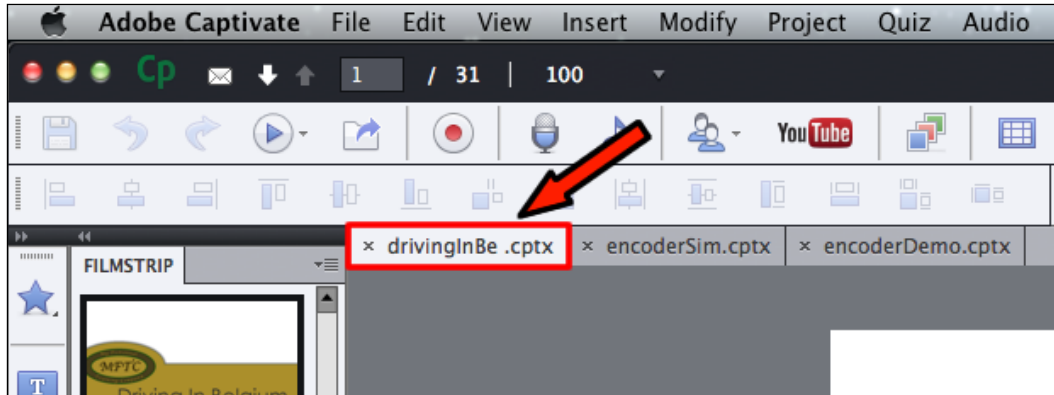 Adobe Captivate File Edit View Insert Modify Project Quiz Audio
Cp 1 / 31 | 100
YouTube
× drivingInBe .cptx × encoderSim.cptx × encoderDemo.cptx
FILMSTRIP
MFTC
T Driving In Belgium